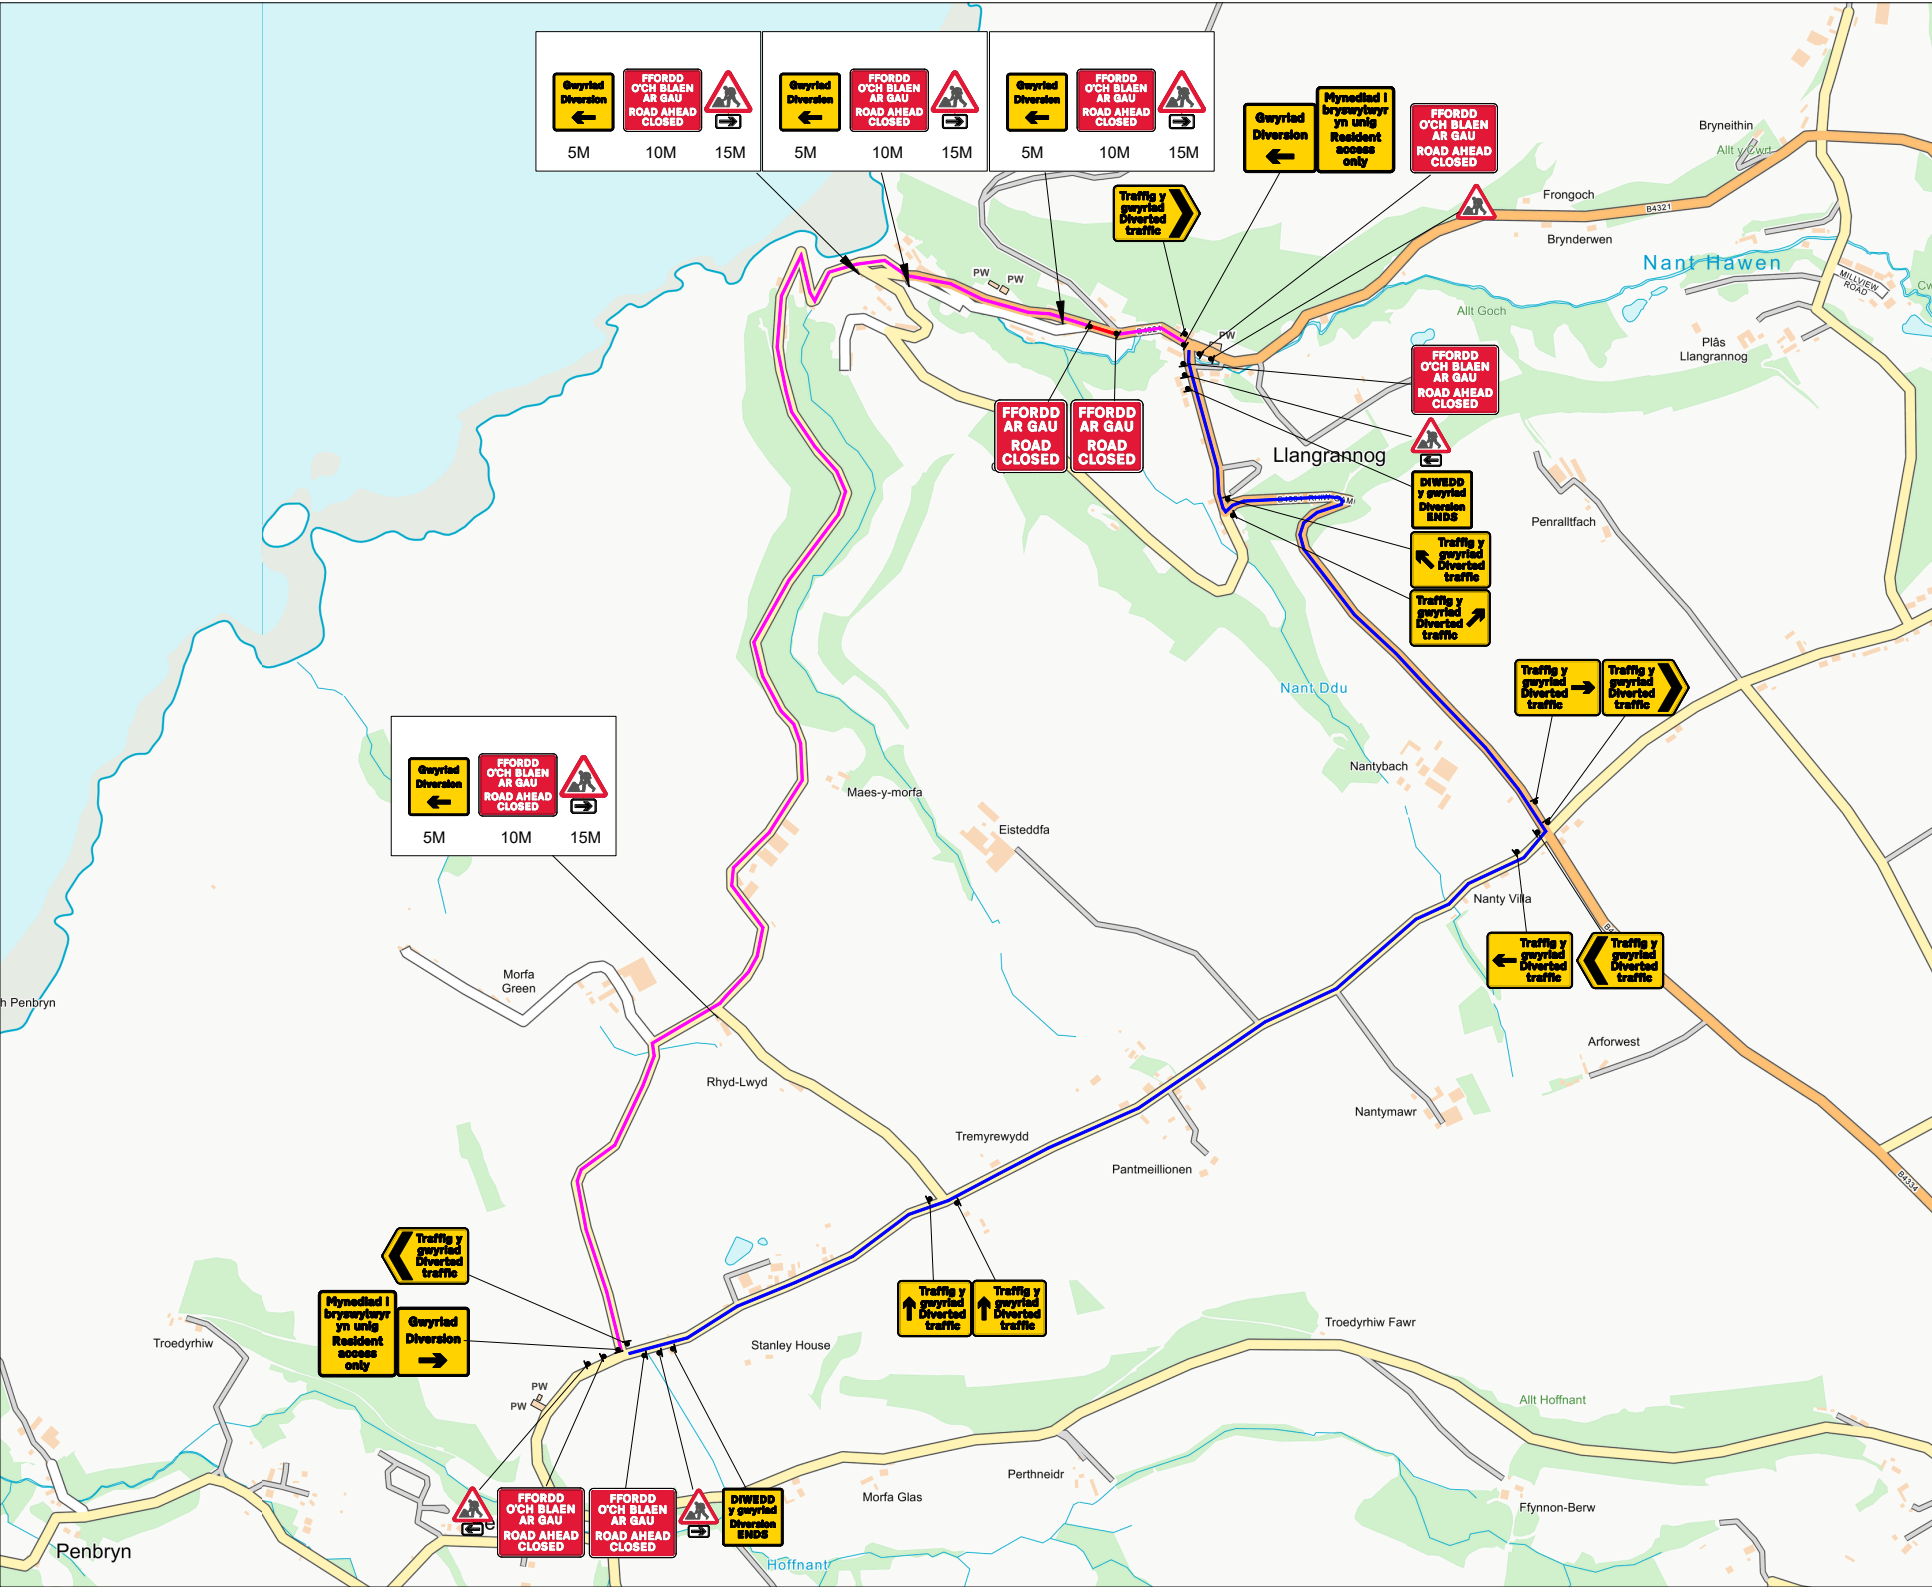 Gwyriad
Diversion
FFORDD
O'CH BLAEN
AR GAU
ROAD AHEAD
CLOSED
5M
10M
15M
Gwyriad
Diversion
FFORDD
O'CH BLAEN
AR GAU
ROAD AHEAD
CLOSED
5M
10M
15M
Gwyriad
Diversion
FFORDD
O'CH BLAEN
AR GAU
ROAD AHEAD
CLOSED
5M
10M
15M
Gwyriad
Diversion
Mynediad i
bryswylwyr
yn unig
Resident
access
only
FFORDD
O'CH BLAEN
AR GAU
ROAD AHEAD
CLOSED
Traffig y
gwyriad
Diverted
traffic
Bryneithin
Allt y Cwrt
Frongoch
B4321
Brynderwen
Nant Hawen
MILLVIEW
ROAD
PW
PW
Allt Goch
PW
Plâs
Llangrannog
FFORDD
O'CH BLAEN
AR GAU
ROAD AHEAD
CLOSED
FFORDD
AR GAU
ROAD
CLOSED
FFORDD
AR GAU
ROAD
CLOSED
Llangrannog
DIWEDD
y gwyriad
Diversion
ENDS
Penralltfach
Traffig y
gwyriad
Diverted
traffic
Traffig y
gwyriad
Diverted
traffic
Nant Ddu
Traffig y
gwyriad
Diverted
traffic
Traffig y
gwyriad
Diverted
traffic
Gwyriad
Diversion
FFORDD
O'CH BLAEN
AR GAU
ROAD AHEAD
CLOSED
5M
10M
15M
Nantybach
Maes-y-morfa
Eisteddfa
Nanty Villa
Traffig y
gwyriad
Diverted
traffic
Traffig y
gwyriad
Diverted
traffic
Morfa
Green
h Penbryn
Arforwest
Rhyd-Lwyd
Nantymawr
Tremyrewydd
Pantmeillionen
B4334
Traffig y
gwyriad
Diverted
traffic
Mynediad i
bryswylwyr
yn unig
Resident
access
only
Gwyriad
Diversion
Traffig y
gwyriad
Diverted
traffic
Traffig y
gwyriad
Diverted
traffic
Troedyrhiw
Stanley House
Troedyrhiw Fawr
PW
PW
Allt Hoffnant
Perthneidr
Morfa Glas
Ffynnon-Berw
FFORDD
O'CH BLAEN
AR GAU
ROAD AHEAD
CLOSED
FFORDD
O'CH BLAEN
AR GAU
ROAD AHEAD
CLOSED
DIWEDD
y gwyriad
Diversion
ENDS
Penbryn
Hoffnant